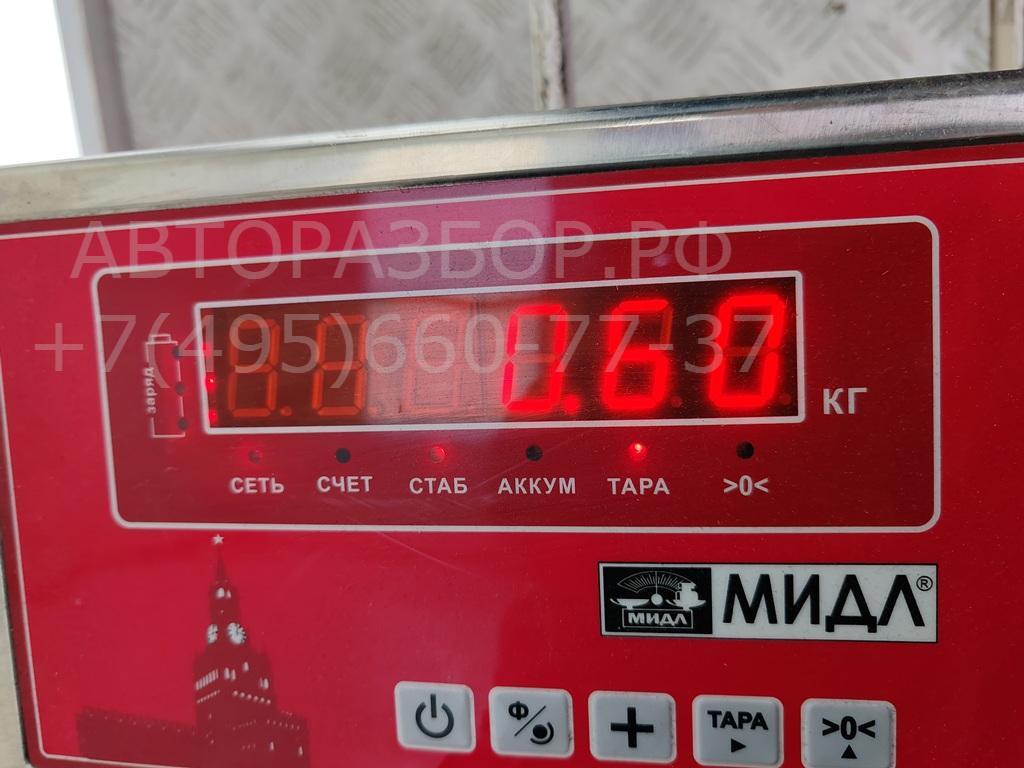 АВТОРАЗБОР.РФ
+7(495)660-77-37
заряд
0.60 КГ
СЕТЬ СЧЕТ СТАБ АККУМ ТАРА >0<
МИДЛ МИДЛ®
Ф ТАРА >0<